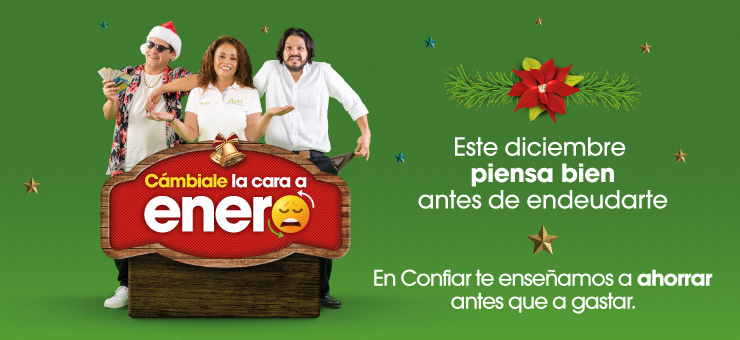 Cámbiale la cara a
enero
Este diciembre
piensa bien
antes de endeudarte
En Confiar te enseñamos a ahorrar
antes que a gastar.